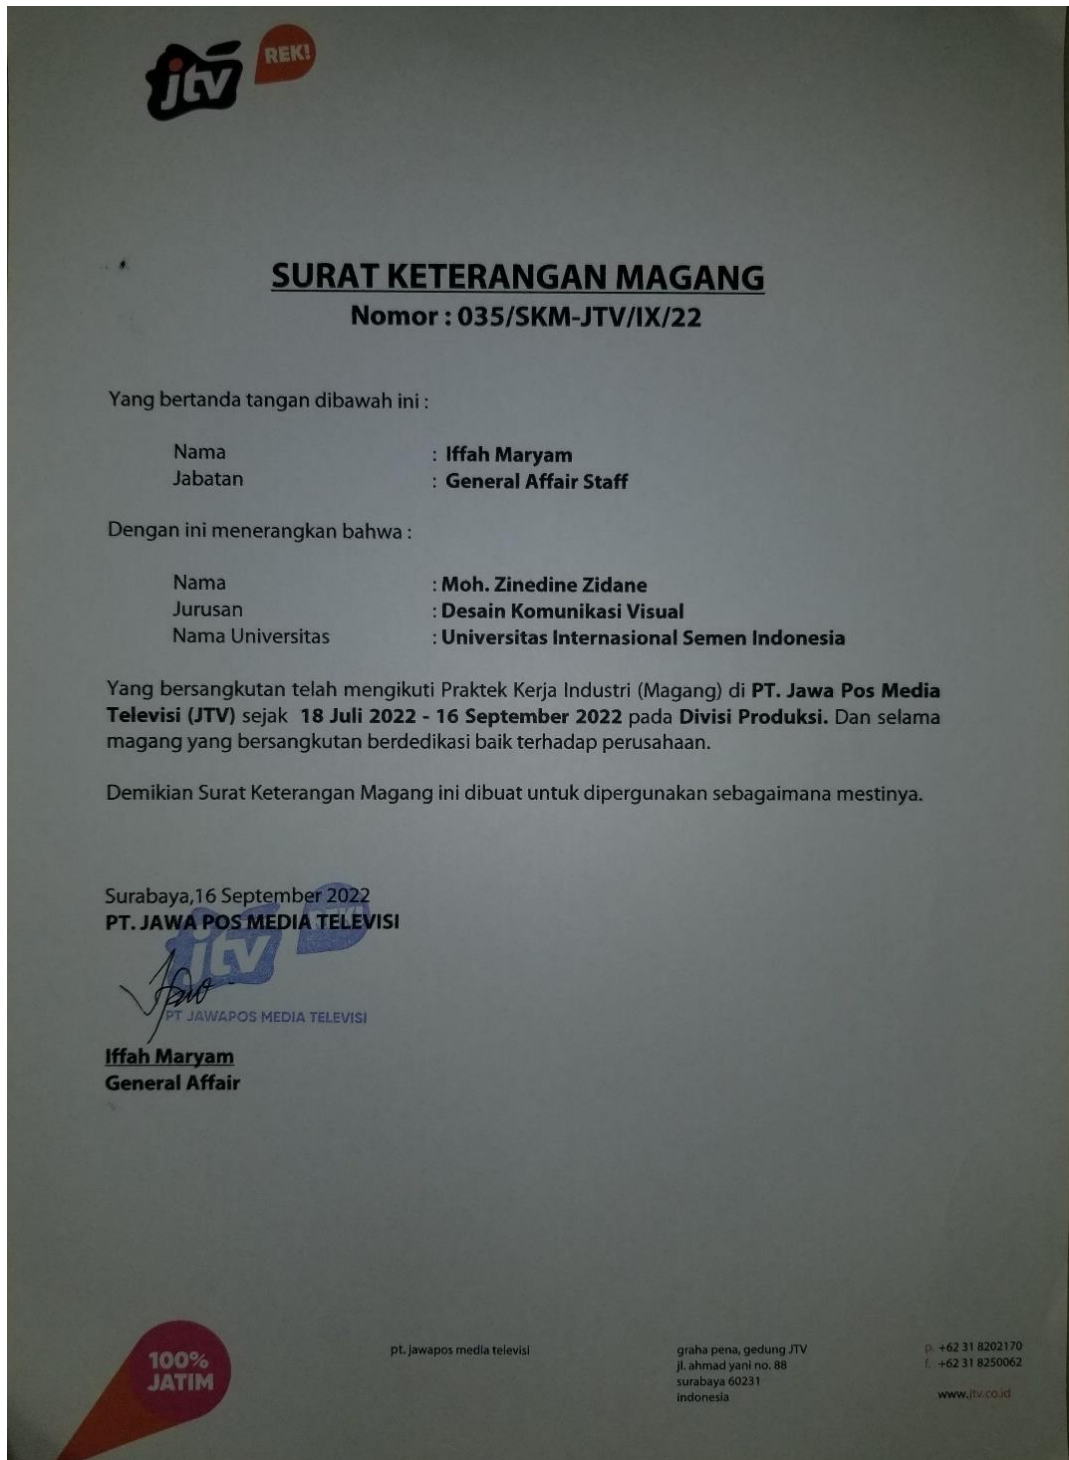 jtv REK!
SURAT KETERANGAN MAGANG
Nomor : 035/SKM-JTV/IX/22
Yang bertanda tangan dibawah ini :
Nama : Iffah Maryam
Jabatan : General Affair Staff
Dengan ini menerangkan bahwa :
Nama : Moh. Zinedine Zidane
Jurusan : Desain Komunikasi Visual
Nama Universitas : Universitas Internasional Semen Indonesia
Yang bersangkutan telah mengikuti Praktek Kerja Industri (Magang) di PT. Jawa Pos Media
Televisi (JTV) sejak 18 Juli 2022 - 16 September 2022 pada Divisi Produksi. Dan selama
magang yang bersangkutan berdedikasi baik terhadap perusahaan.
Demikian Surat Keterangan Magang ini dibuat untuk dipergunakan sebagaimana mestinya.
Surabaya,16 September 2022
PT. JAWA POS MEDIA TELEVISI
jtv REK!
PT JAWAPOS MEDIA TELEVISI
Iffah Maryam
General Affair
100%
JATIM
pt. jawapos media televisi
graha pena, gedung JTV
jl. ahmad yani no. 88
surabaya 60231
indonesia
p. +62 31 8202170
f. +62 31 8250062
www.jtv.co.id